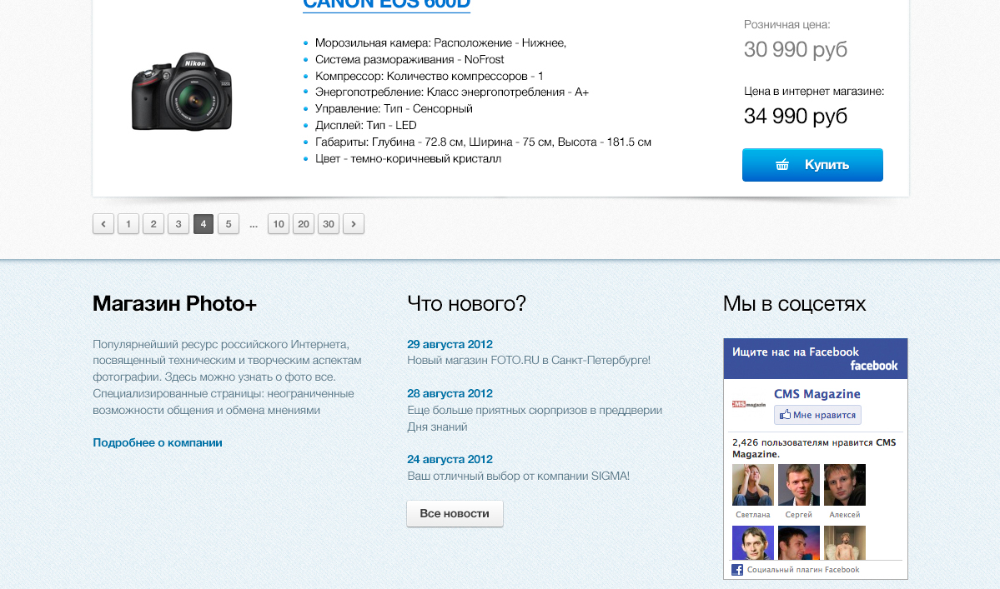 CANON EOS 600D
Nikon
Морозильная камера: Расположение - Нижнее,
Система размораживания - NoFrost
Компрессор: Количество компрессоров - 1
Энергопотребление: Класс энергопотребления - A+
Управление: Тип - Сенсорный
Дисплей: Тип - LED
Габариты: Глубина - 72.8 см, Ширина - 75 см, Высота - 181.5 см
Цвет - темно-коричневый кристалл
Розничная цена:
30 990 руб
Цена в интернет магазине:
34 990 руб
Купить
1 2 3 4 5 ... 10 20 30
Магазин Photo+
Популярнейший ресурс российского Интернета,
посвященный техническим и творческим аспектам
фотографии. Здесь можно узнать о фото все.
Специализированные страницы: неограниченные
возможности общения и обмена мнениями
Подробнее о компании
Что нового?
29 августа 2012
Новый магазин FOTO.RU в Санкт-Петербурге!
28 августа 2012
Еще больше приятных сюрпризов в преддверии
Дня знаний
24 августа 2012
Ваш отличный выбор от компании SIGMA!
Все новости
Мы в соцсетях
Ищите нас на Facebook
facebook
CMS magazin
CMS Magazine
Мне нравится
2,426 пользователям нравится CMS
Magazine.
Светлана Сергей Алексей
Социальный плагин Facebook